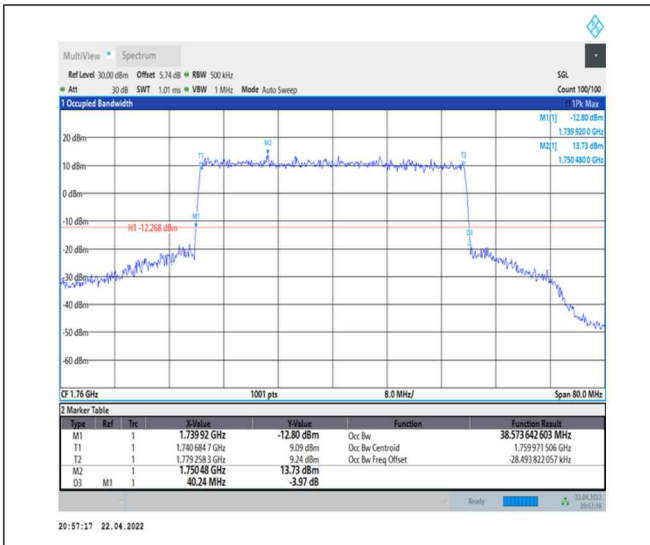 MultiView Spectrum
Ref Level 30.00 dBm Offset 5.74 dB RBW 500 kHz SGL
Att 30 dB SWT 1.01 ms VBW 1 MHz Mode Auto Sweep Count 100/100
1 Occupied Bandwidth 1Pk Max
M1[1] -12.80 dBm
1.739 920 0 GHz
M2[1] 13.73 dBm
1.750 480 0 GHz
20 dBm
M2
T1
T2
10 dBm
0 dBm
-10 dBm
M1
H1 -12.268 dBm
D3
-20 dBm
-30 dBm
-40 dBm
-50 dBm
-60 dBm
CF 1.76 GHz 1001 pts 8.0 MHz/ Span 80.0 MHz
2 Marker Table
Type Ref Trc X-Value Y-Value Function Function Result
M1 1 1.739 92 GHz -12.80 dBm Occ Bw 38.573 642 603 MHz
T1 1 1.740 684 7 GHz 9.09 dBm Occ Bw Centroid 1.759 971 506 GHz
T2 1 1.779 258 3 GHz 9.24 dBm Occ Bw Freq Offset -28.493 822 057 kHz
M2 1 1.750 48 GHz 13.73 dBm
D3 M1 1 40.24 MHz -3.97 dB
Ready 22.04.2022
20:57:16
20:57:17 22.04.2022